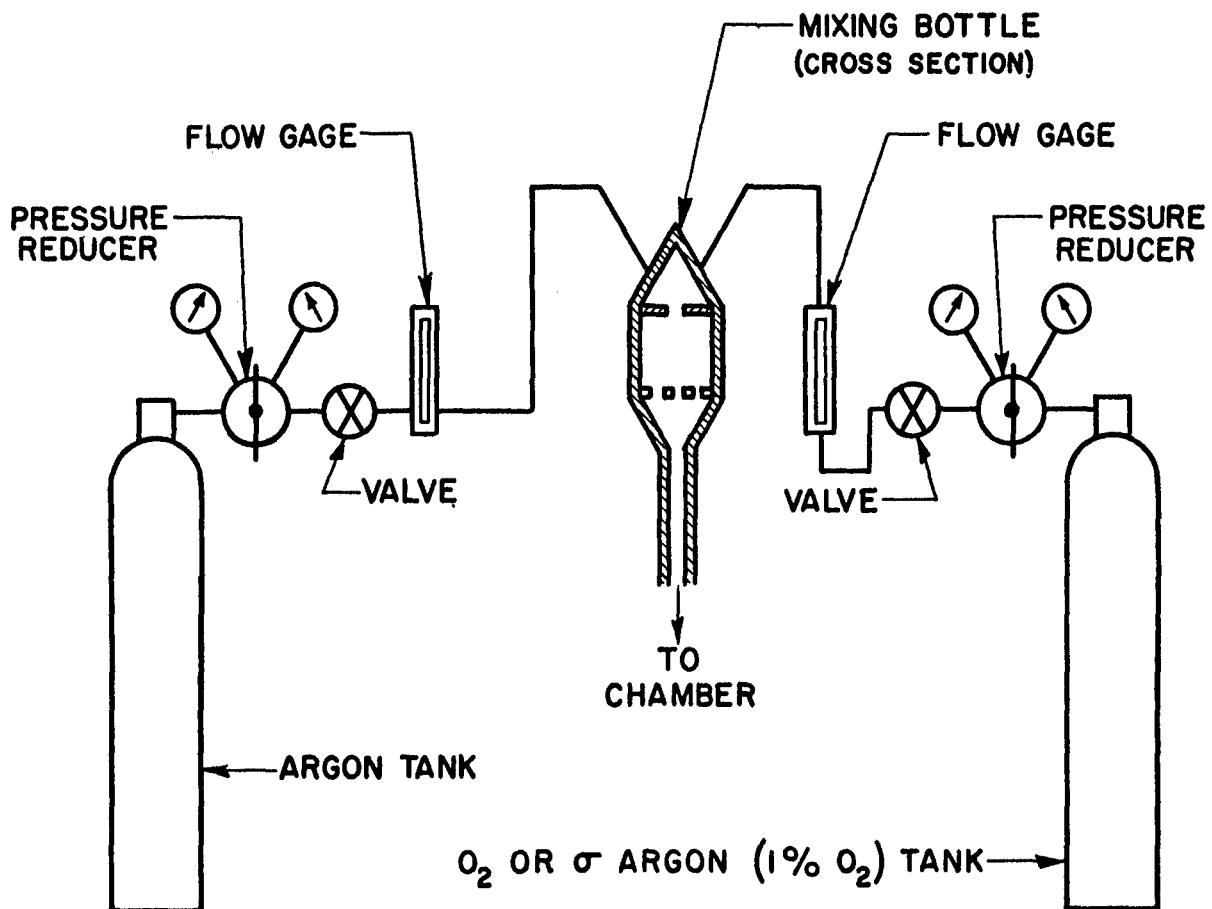 MIXING BOTTLE
(CROSS SECTION)
FLOW GAGE
FLOW GAGE
PRESSURE
REDUCER
PRESSURE
REDUCER
VALVE
VALVE
TO
CHAMBER
ARGON TANK
O₂ OR σ ARGON (1% O₂) TANK